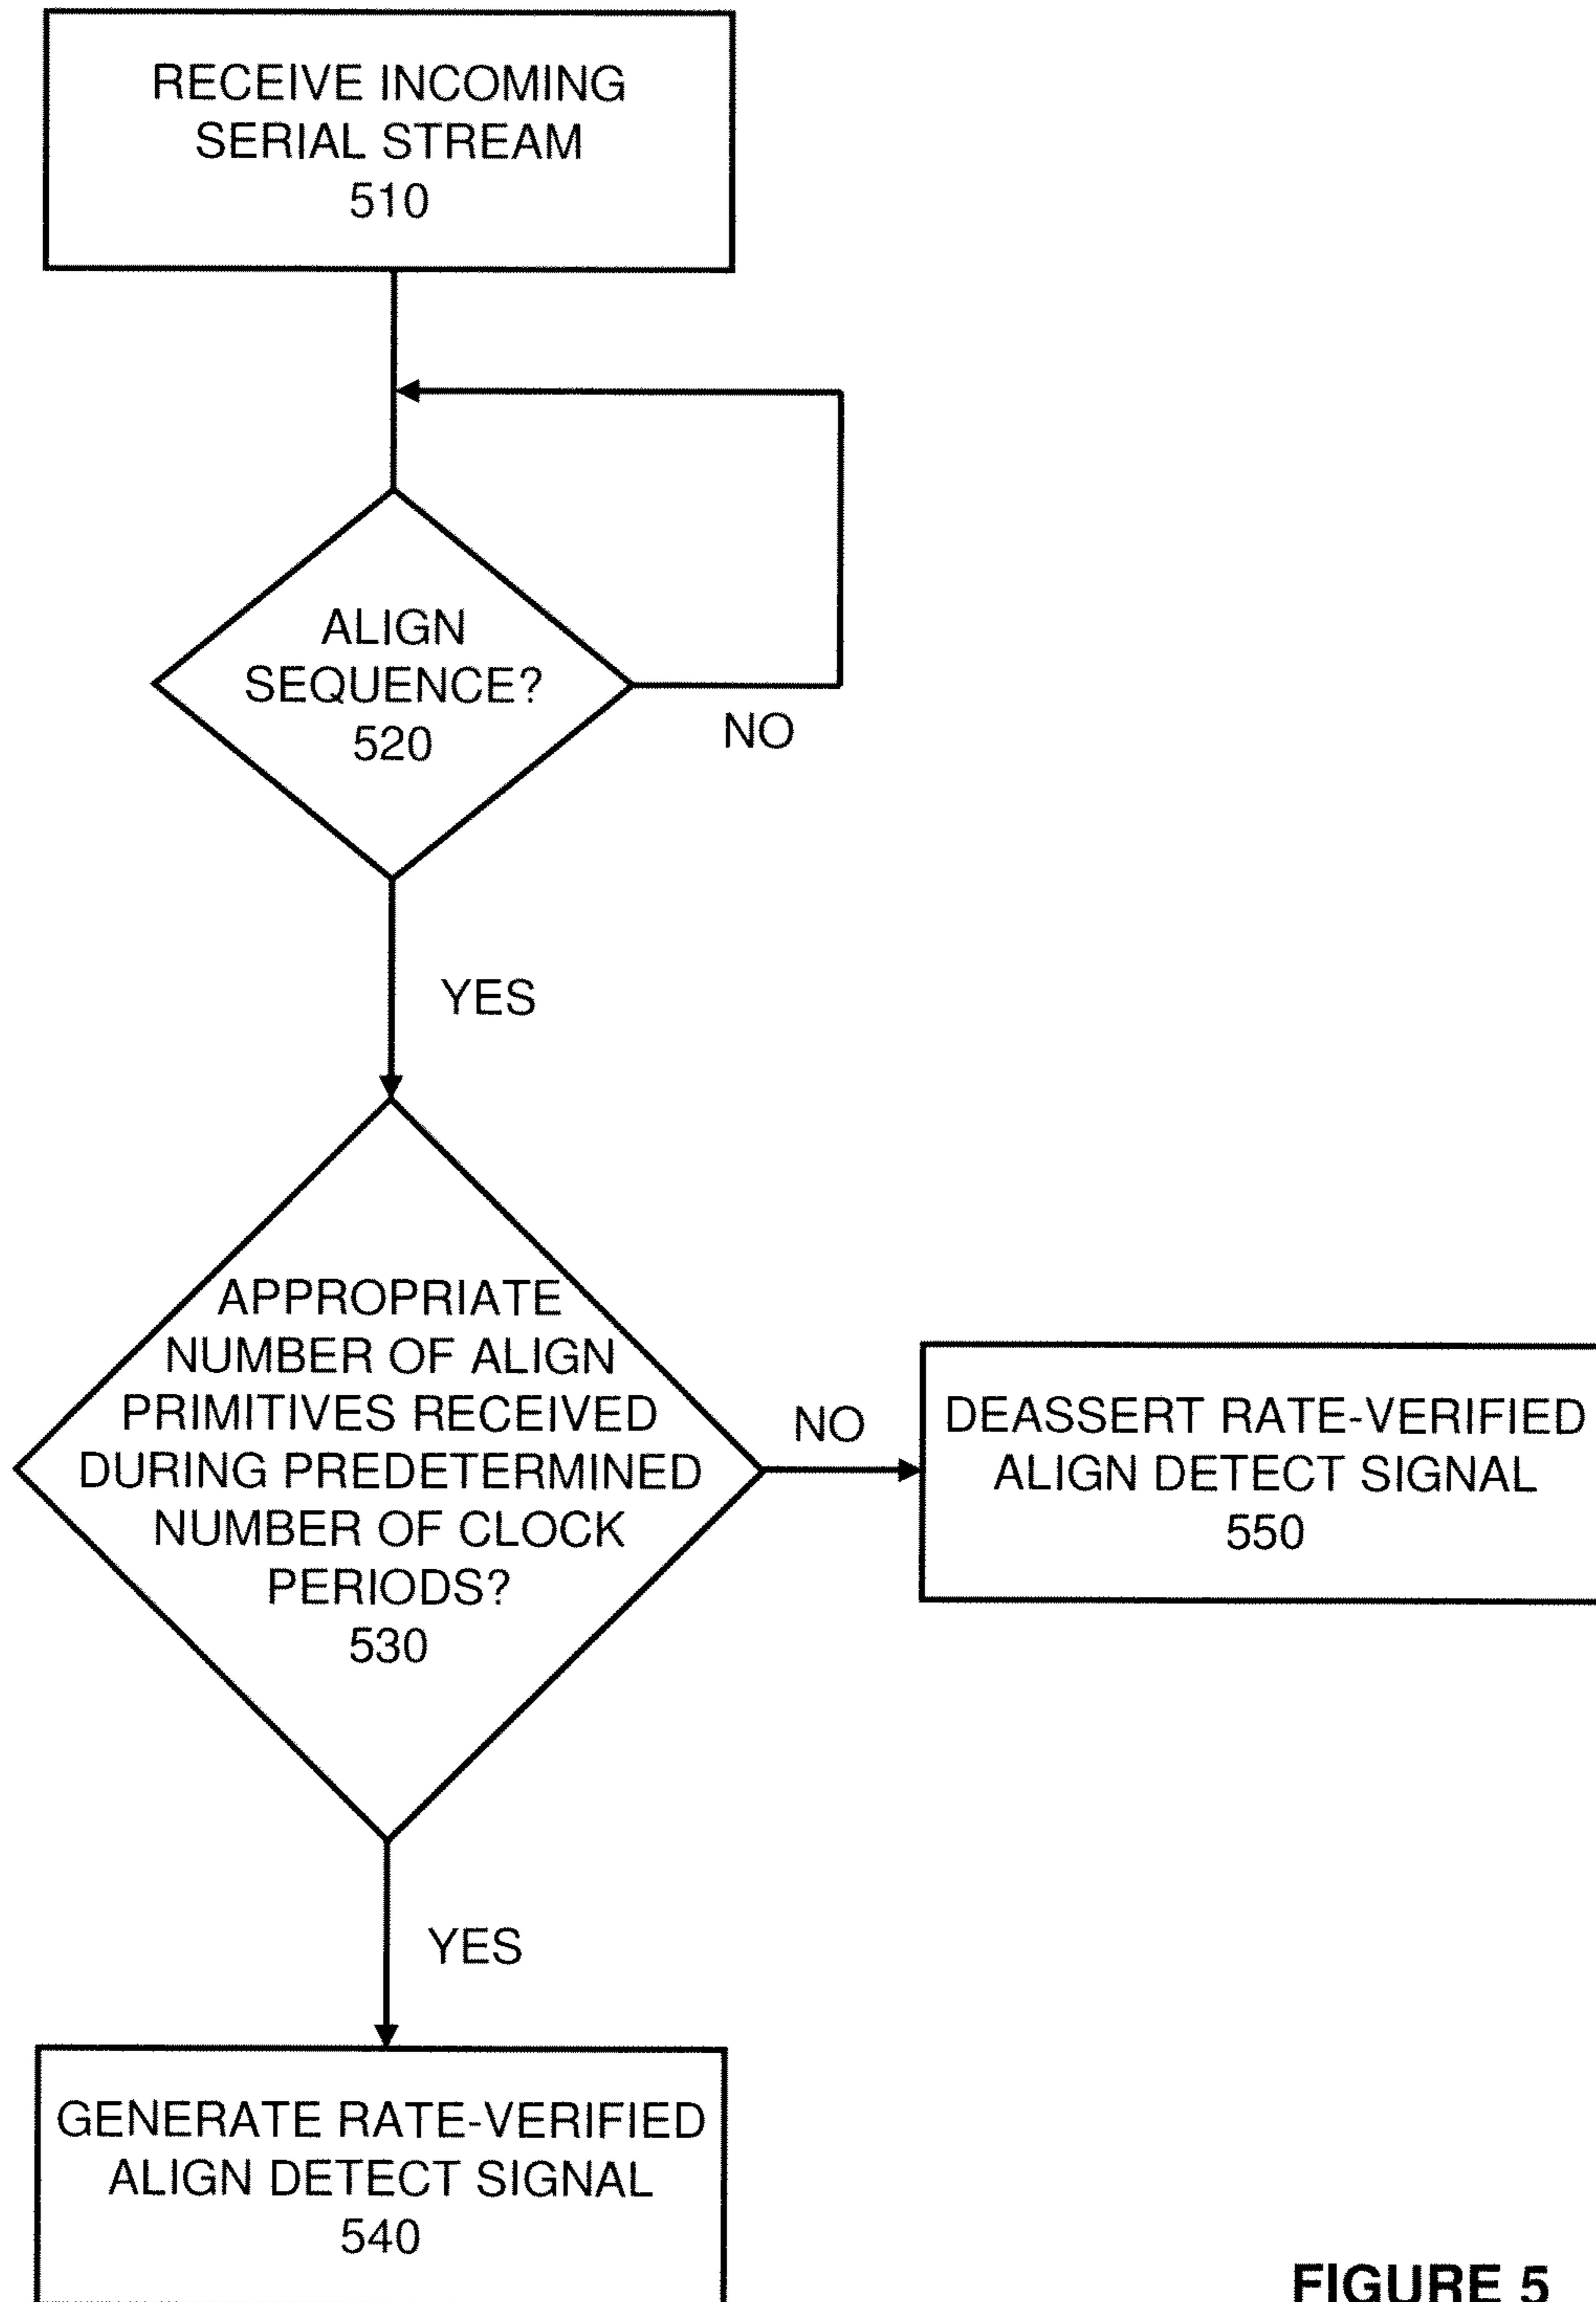 RECEIVE INCOMING
SERIAL STREAM
510
ALIGN
SEQUENCE?
520
NO
YES
APPROPRIATE
NUMBER OF ALIGN
PRIMITIVES RECEIVED
DURING PREDETERMINED
NUMBER OF CLOCK
PERIODS?
530
NO
DEASSERT RATE-VERIFIED
ALIGN DETECT SIGNAL
550
YES
GENERATE RATE-VERIFIED
ALIGN DETECT SIGNAL
540
FIGURE 5